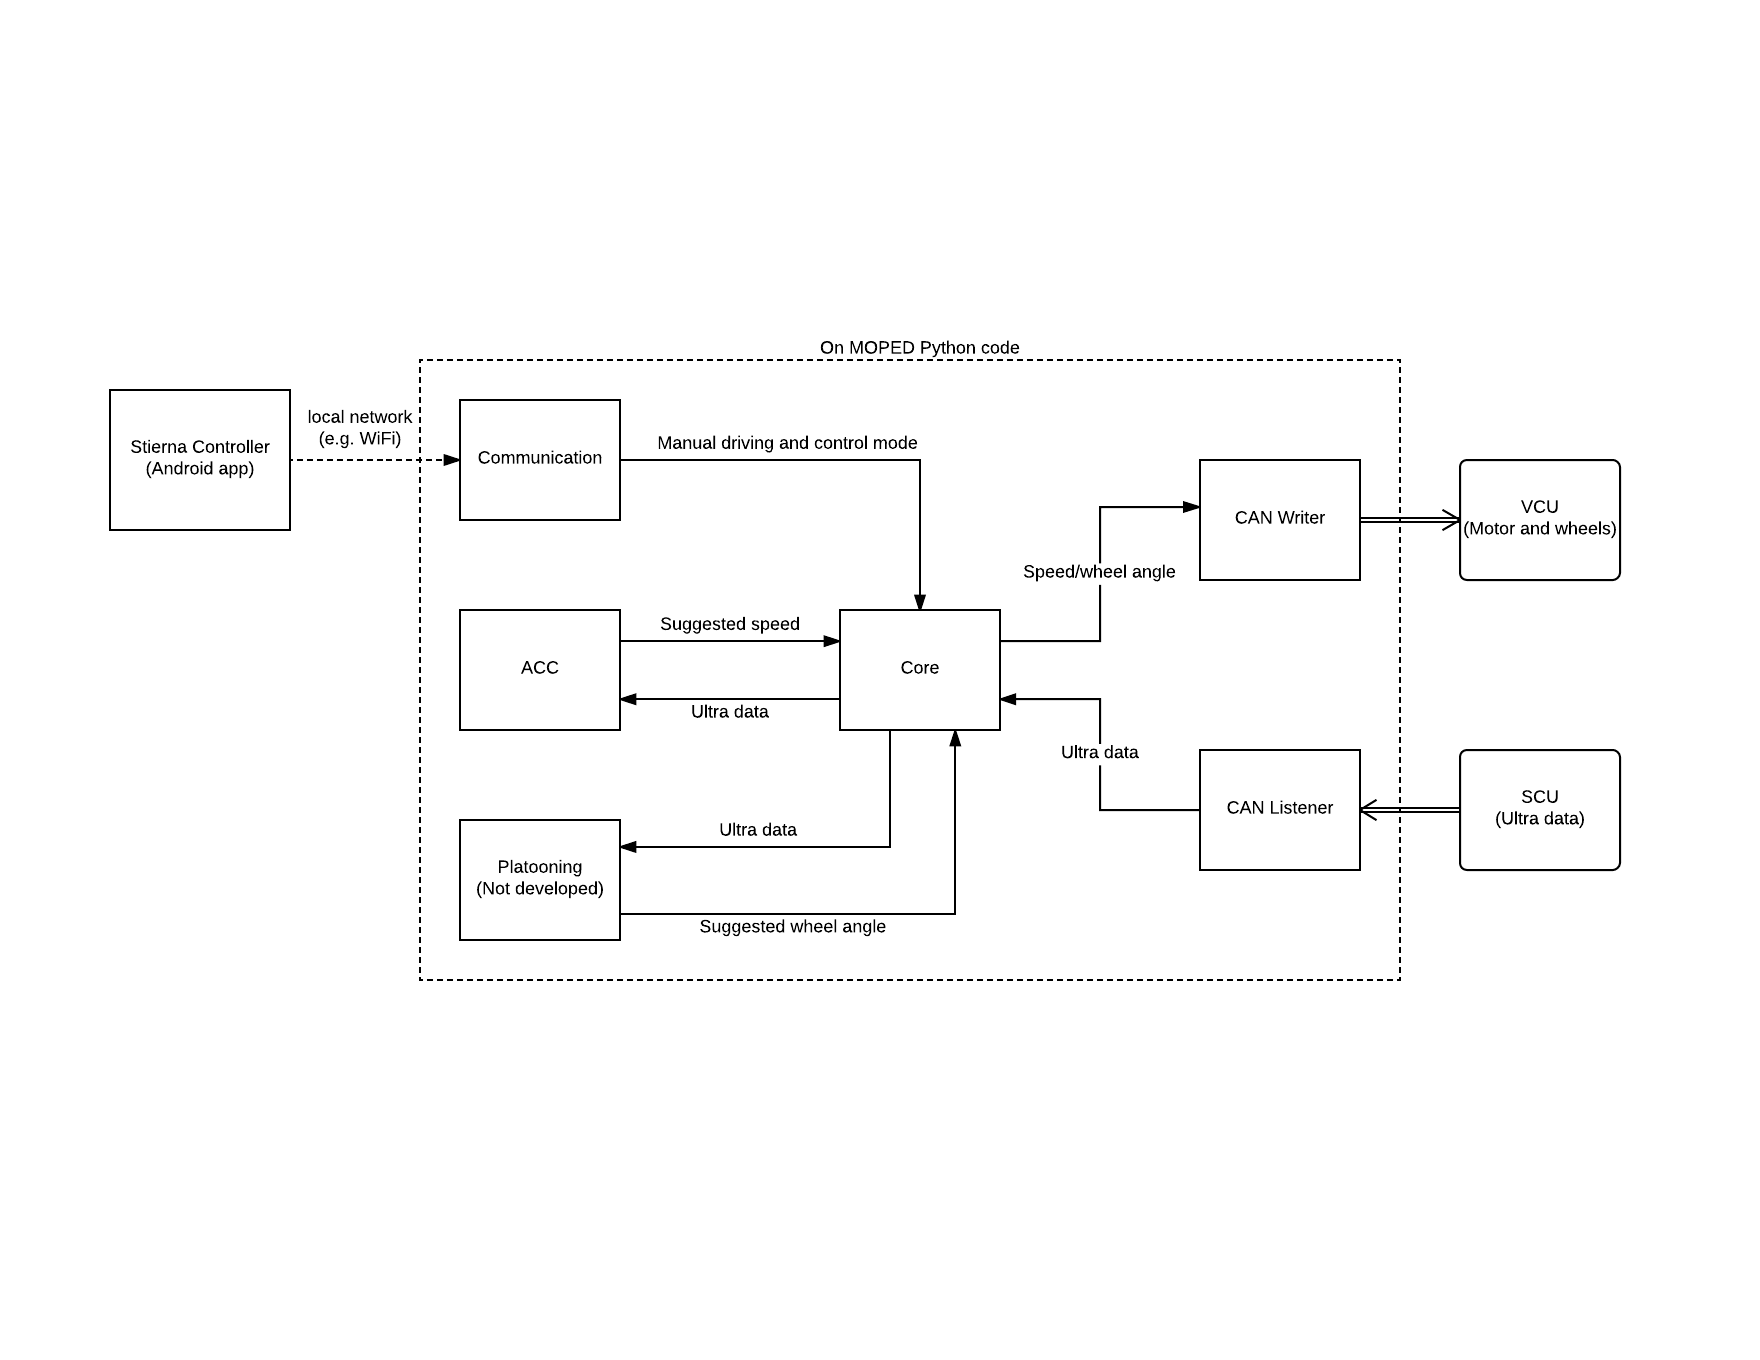 On MOPED Python code
Stierna Controller
(Android app)
local network
(e.g. WiFi)
Communication
Manual driving and control mode
CAN Writer
VCU
(Motor and wheels)
Speed/wheel angle
ACC
Suggested speed
Ultra data
Core
Ultra data
CAN Listener
SCU
(Ultra data)
Platooning
(Not developed)
Ultra data
Suggested wheel angle